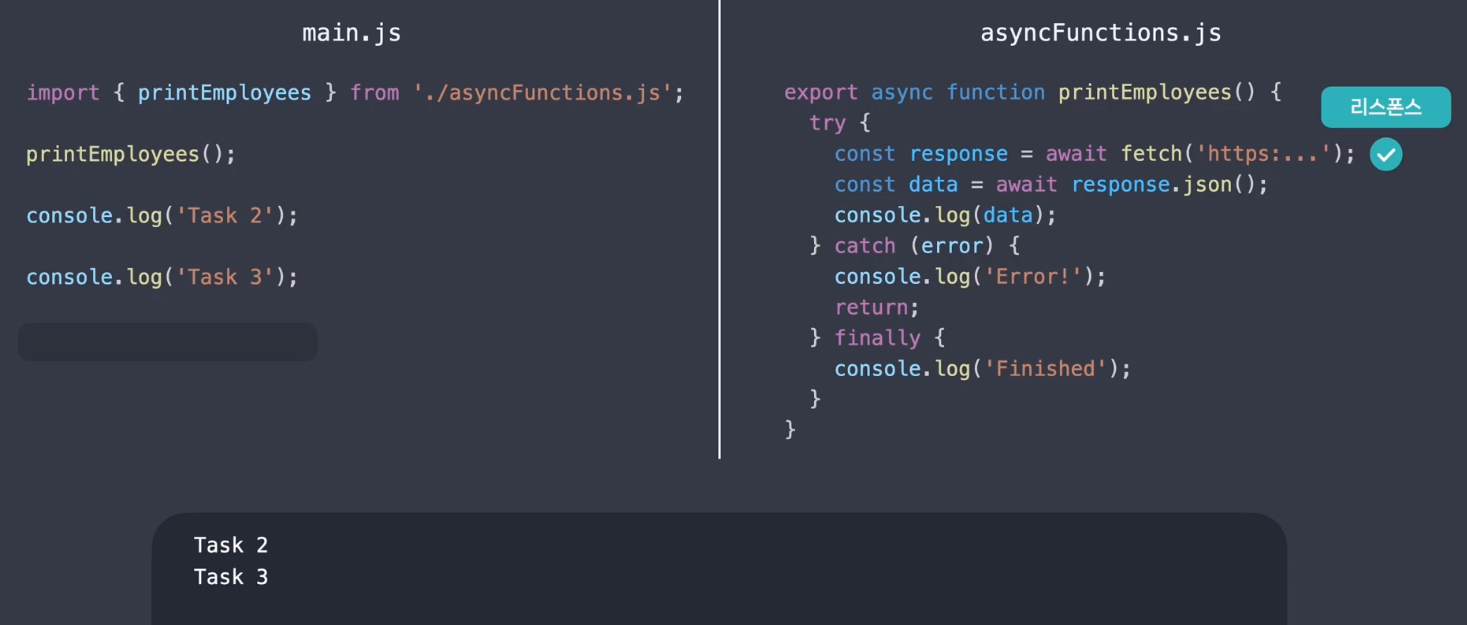 main.js
import { printEmployees } from './asyncFunctions.js';
printEmployees();
console.log('Task 2');
console.log('Task 3');
asyncFunctions.js
export async function printEmployees() {
리스폰스
  try {
    const response = await fetch('https:...');
    const data = await response.json();
    console.log(data);
  } catch (error) {
    console.log('Error!');
    return;
  } finally {
    console.log('Finished');
  }
}
Task 2
Task 3